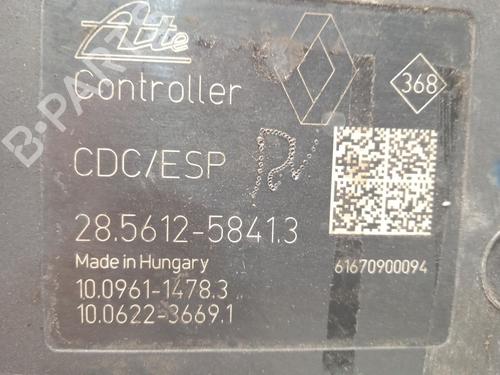 Ate
368
Controller
CDC/ESP
28.5612-5841.3
Made in Hungary
61670900094
10.0961-1478.3
10.0622-3669.1
B-PARTS